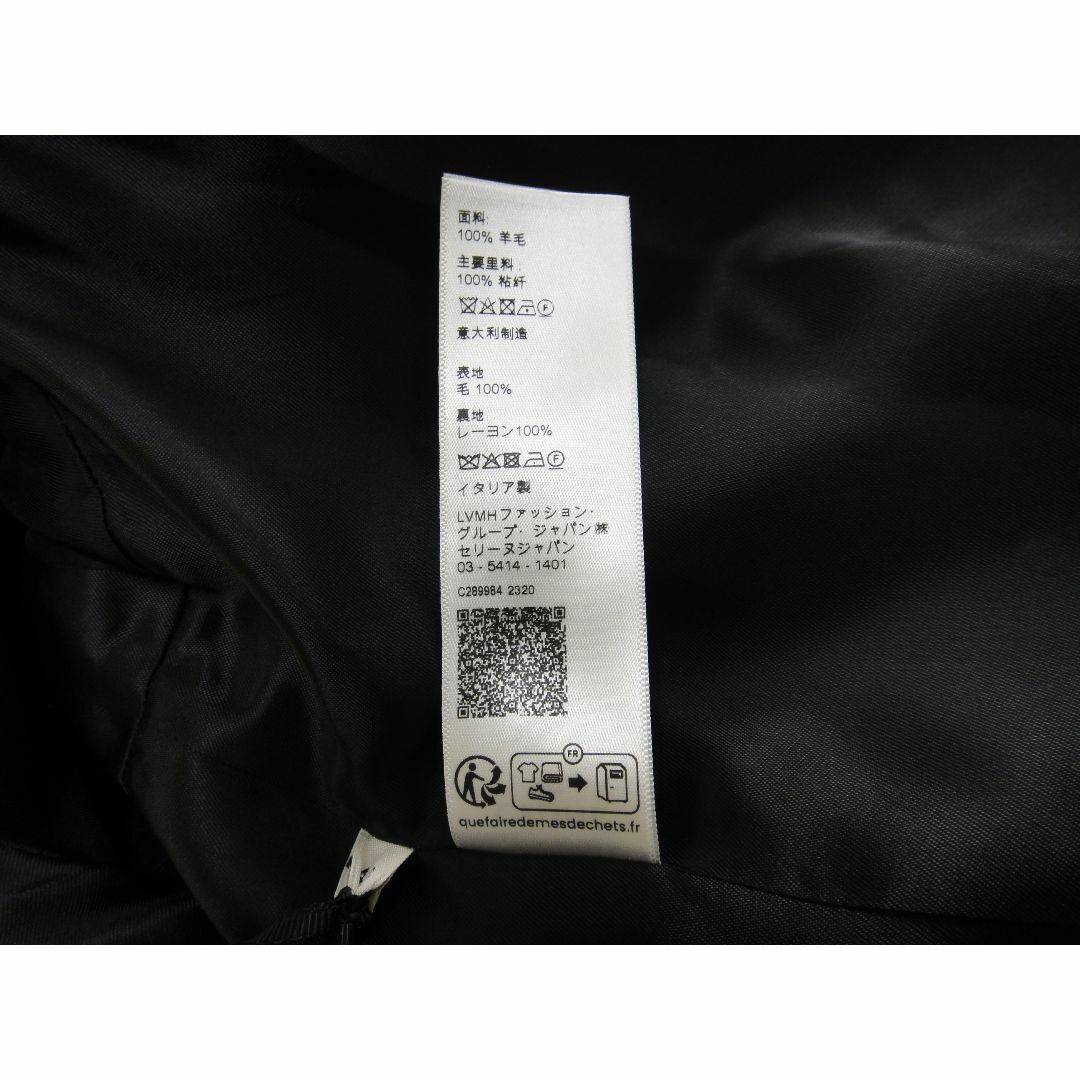 面料:
100% 羊毛
主要里料:
100% 粘纤
F
意大利制造
表地
毛 100%
裏地
レーヨン100%
F
イタリア製
LVMHファッション・
グループ・ジャパン㈱
セリーヌジャパン
03 - 5414 - 1401
C289984 2320
FR
quefairedemesdechets.fr